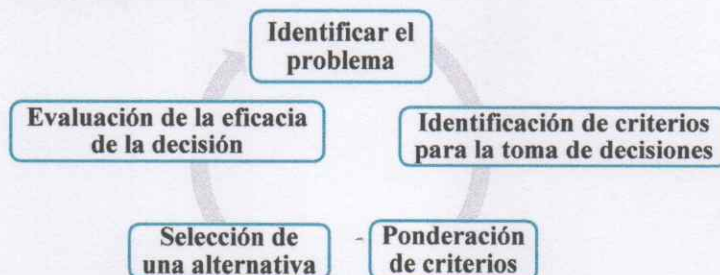 Identificar el
problema
Identificación de criterios
para la toma de decisiones
Ponderación
de criterios
Selección de
una alternativa
Evaluación de la eficacia
de la decisión